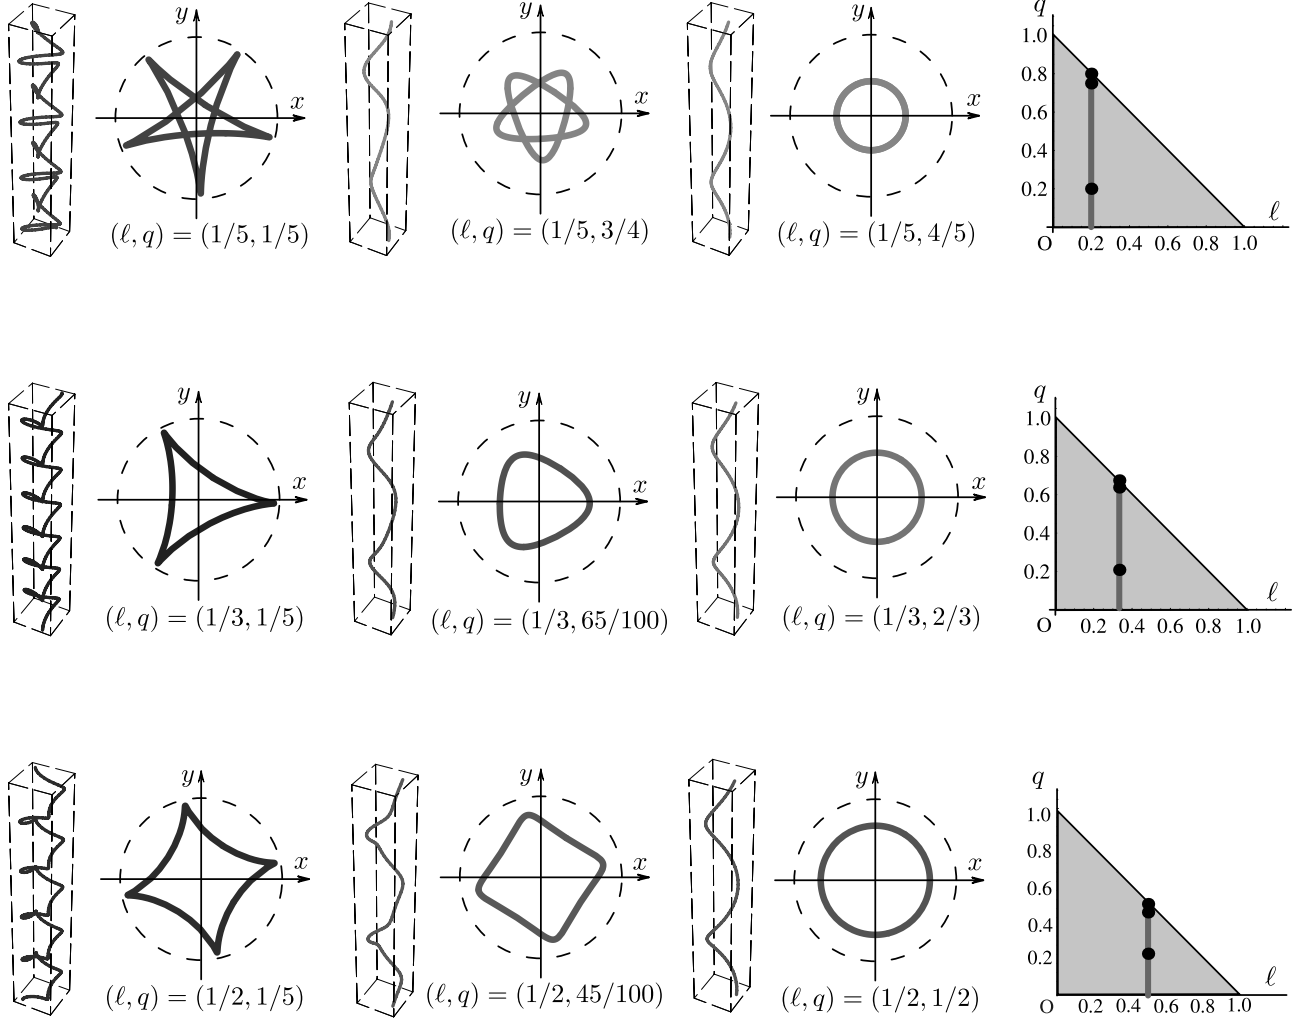 y
x
(ℓ, q) = (1/5, 1/5)
y
x
(ℓ, q) = (1/5, 3/4)
y
x
(ℓ, q) = (1/5, 4/5)
q
1.0
0.8
0.6
0.4
0.2
O 0.2 0.4 0.6 0.8 1.0
ℓ
y
x
(ℓ, q) = (1/3, 1/5)
y
x
(ℓ, q) = (1/3, 65/100)
y
x
(ℓ, q) = (1/3, 2/3)
q
1.0
0.8
0.6
0.4
0.2
O 0.2 0.4 0.6 0.8 1.0
ℓ
y
x
(ℓ, q) = (1/2, 1/5)
y
x
(ℓ, q) = (1/2, 45/100)
y
x
(ℓ, q) = (1/2, 1/2)
q
1.0
0.8
0.6
0.4
0.2
O 0.2 0.4 0.6 0.8 1.0
ℓ